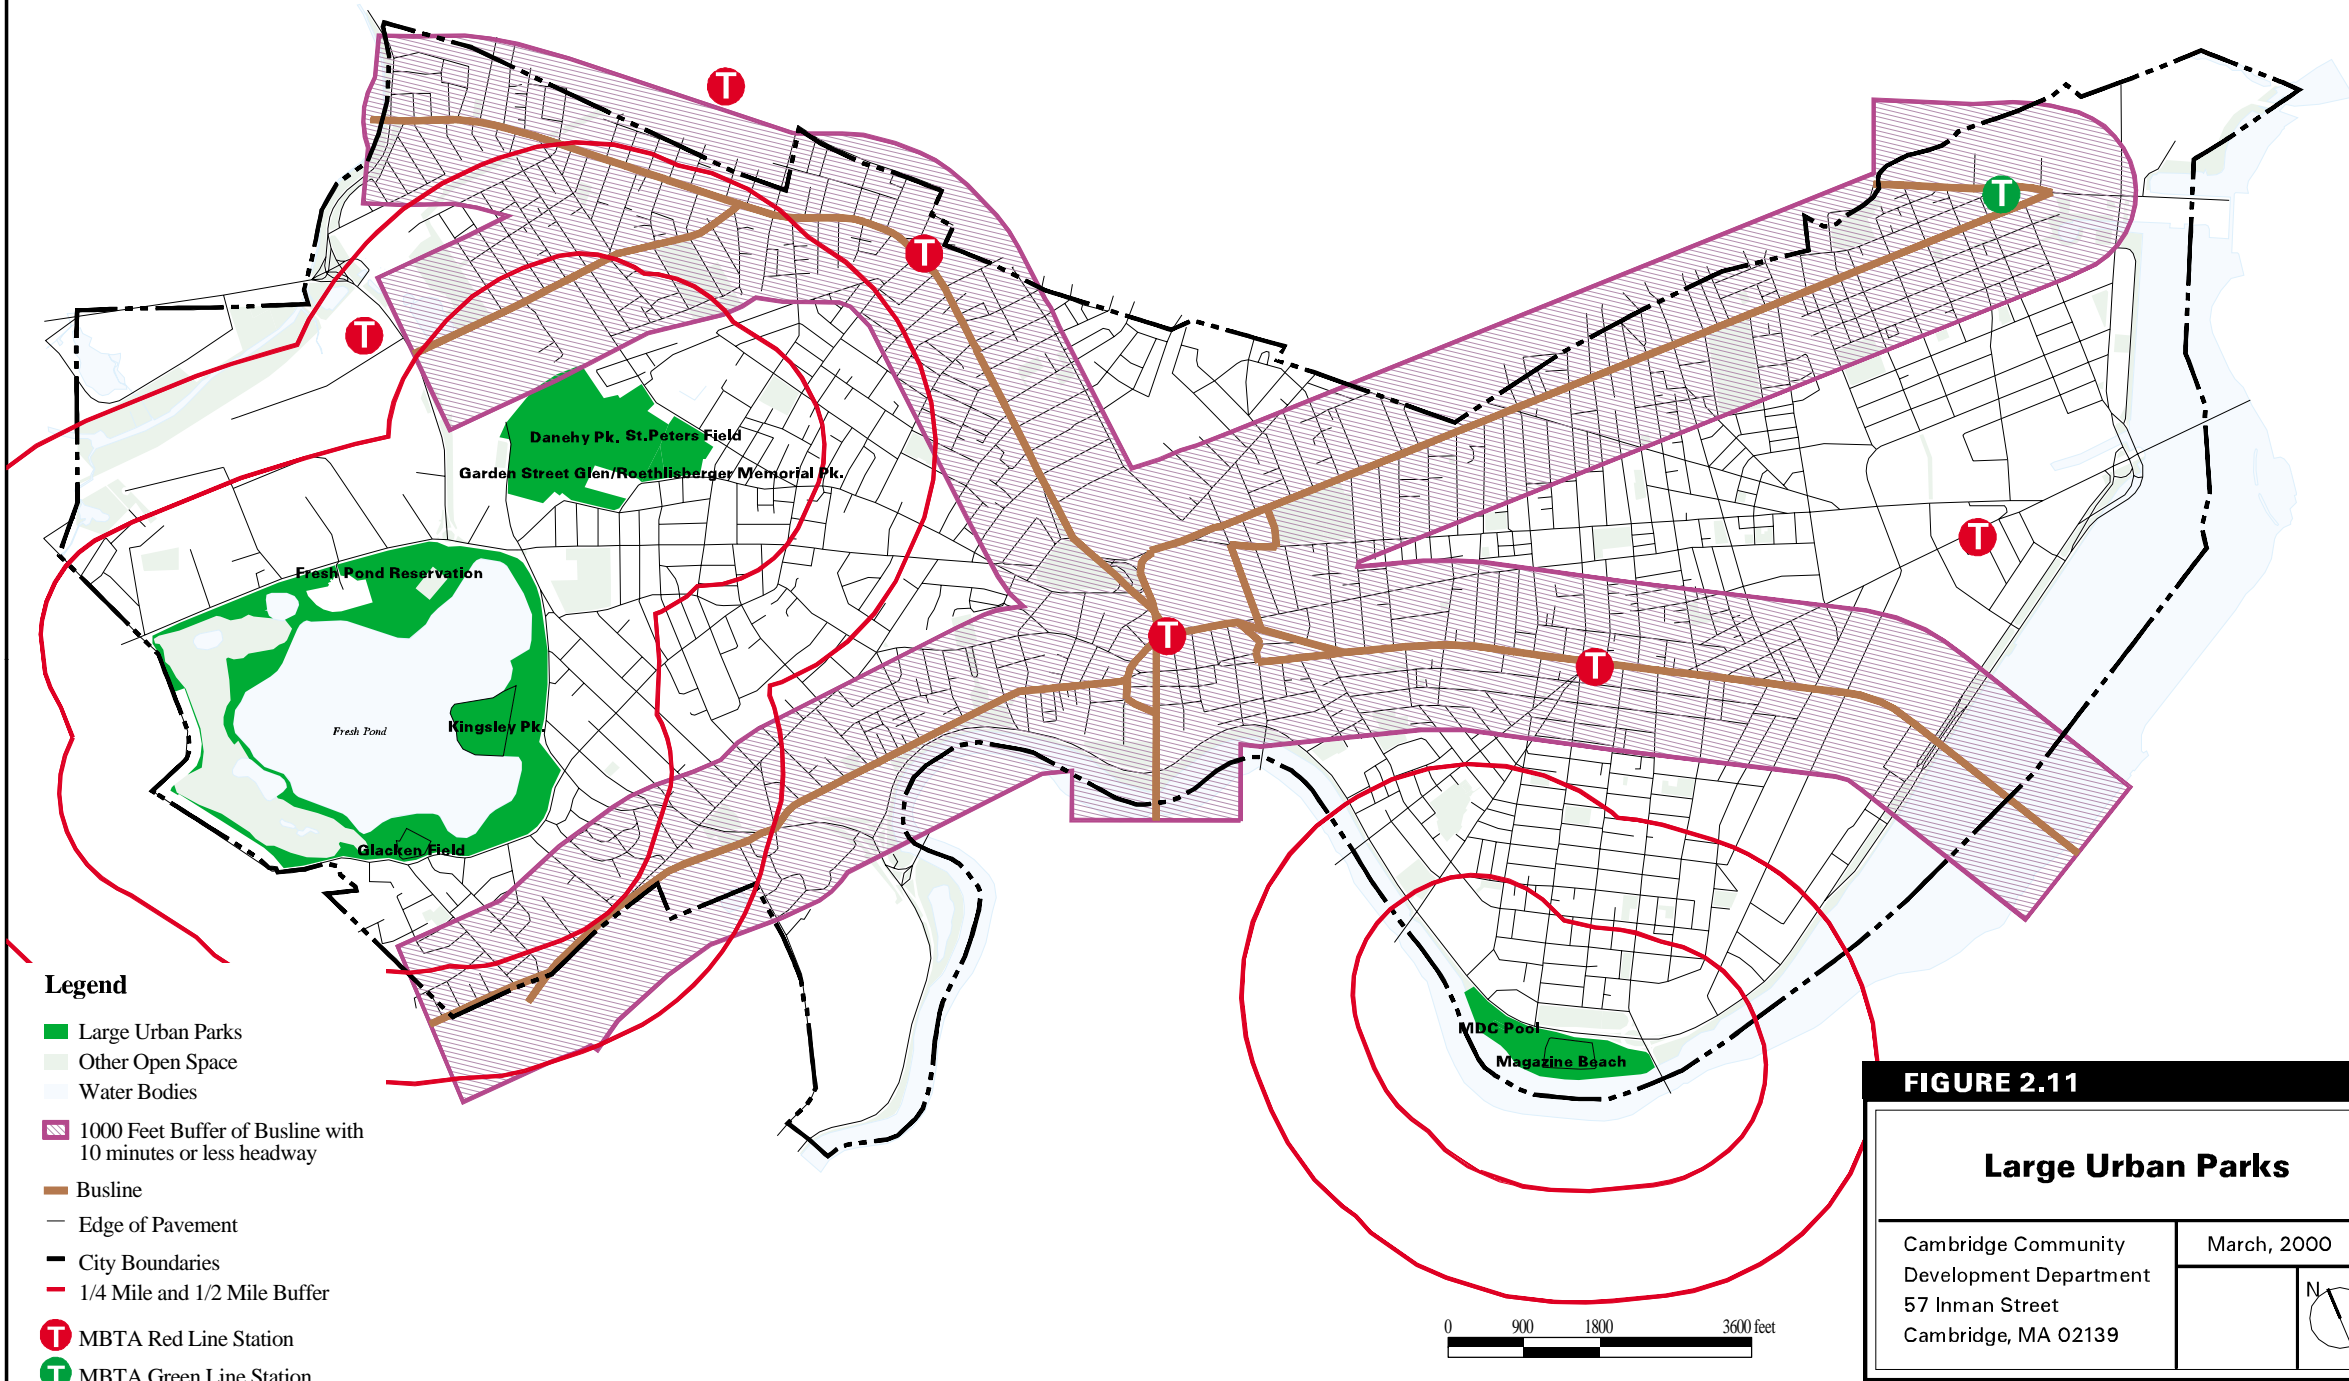 T
T
T
T
T
T
T
Danehy Pk. St.Peters Field
Garden Street Glen/Roethlisberger Memorial Pk.
Fresh Pond Reservation
Fresh Pond
Kingsley Pk.
Glacken Field
MDC Pool
Magazine Beach
Legend
Large Urban Parks
Other Open Space
Water Bodies
1000 Feet Buffer of Busline with
10 minutes or less headway
Busline
Edge of Pavement
City Boundaries
1/4 Mile and 1/2 Mile Buffer
T MBTA Red Line Station
T MBTA Green Line Station
0 900 1800 3600 feet
FIGURE 2.11
Large Urban Parks
Cambridge Community
Development Department
57 Inman Street
Cambridge, MA 02139
March, 2000
N